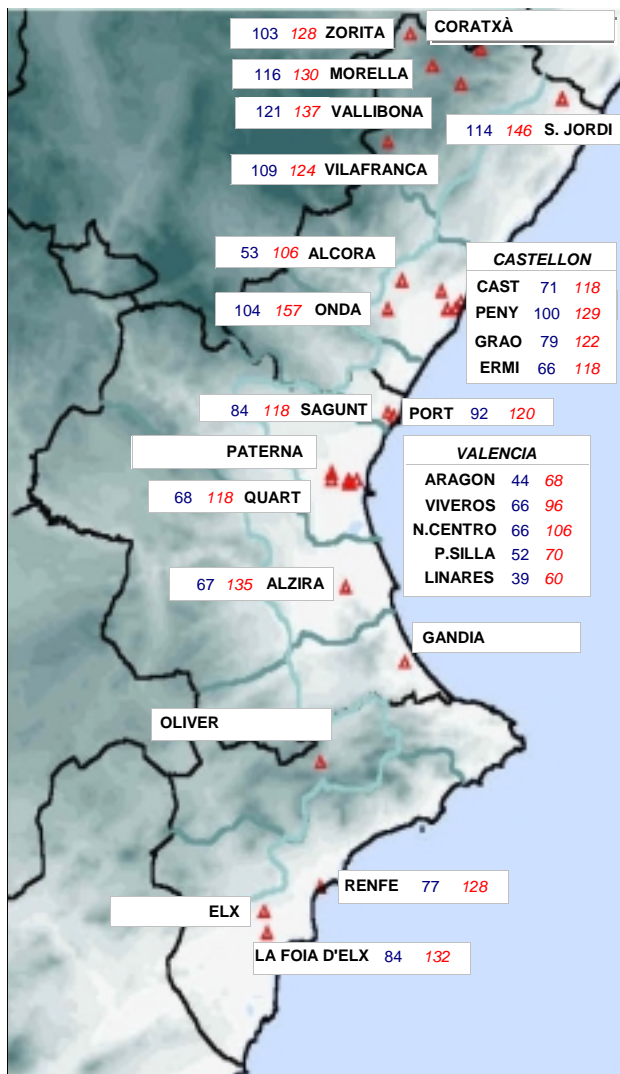 CORATXÀ
103 128 ZORITA
116 130 MORELLA
121 137 VALLIBONA
114 146 S. JORDI
109 124 VILAFRANCA
53 106 ALCORA
104 157 ONDA
CASTELLON
CAST 71 118
PENY 100 129
GRAO 79 122
ERMI 66 118
84 118 SAGUNT
PORT 92 120
PATERNA
68 118 QUART
VALENCIA
ARAGON 44 68
VIVEROS 66 96
N.CENTRO 66 106
P.SILLA 52 70
LINARES 39 60
67 135 ALZIRA
GANDIA
OLIVER
RENFE 77 128
ELX
LA FOIA D'ELX 84 132